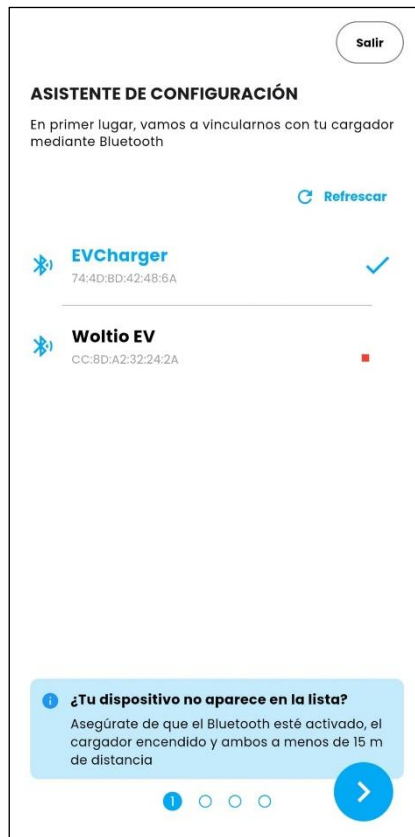 Salir
ASISTENTE DE CONFIGURACIÓN
En primer lugar, vamos a vincularnos con tu cargador
mediante Bluetooth
Refrescar
EVCharger
74:4D:BD:42:48:6A
Woltio EV
CC:8D:A2:32:24:2A
¿Tu dispositivo no aparece en la lista?
Asegúrate de que el Bluetooth esté activado, el
cargador encendido y ambos a menos de 15 m
de distancia
1